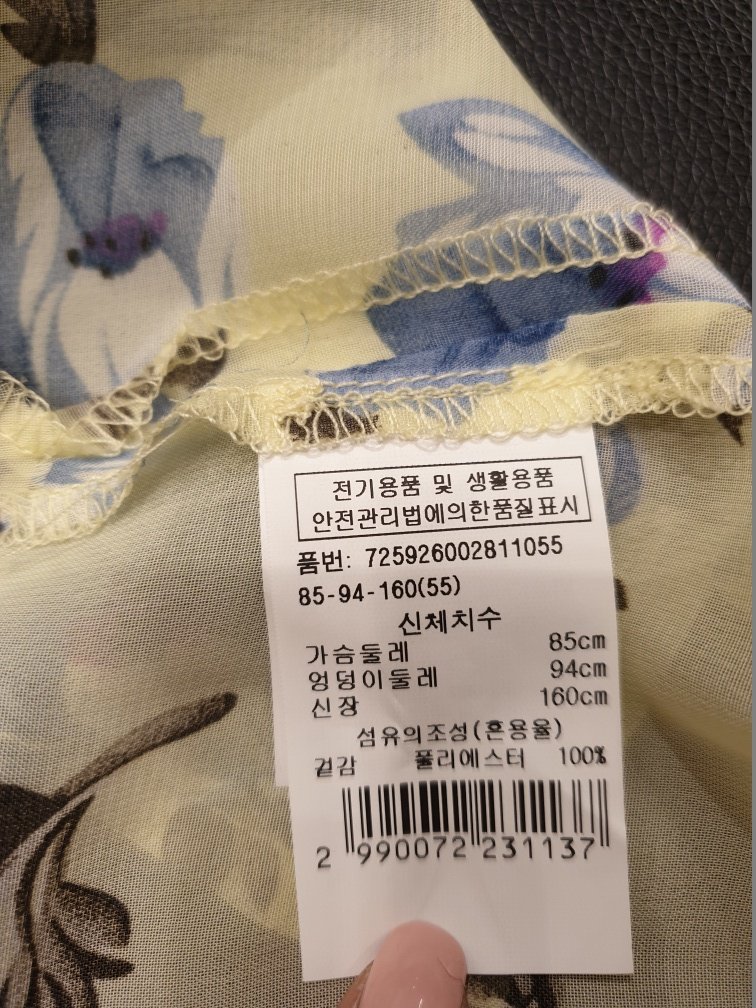 전기용품 및 생활용품
안전관리법에의한품질표시
품번: 725926002811055
85-94-160(55)
신체치수
가슴둘레 85cm
엉덩이둘레 94cm
신장 160cm
섬유의조성(혼용율)
겉감 폴리에스터 100%
2 990072 231137